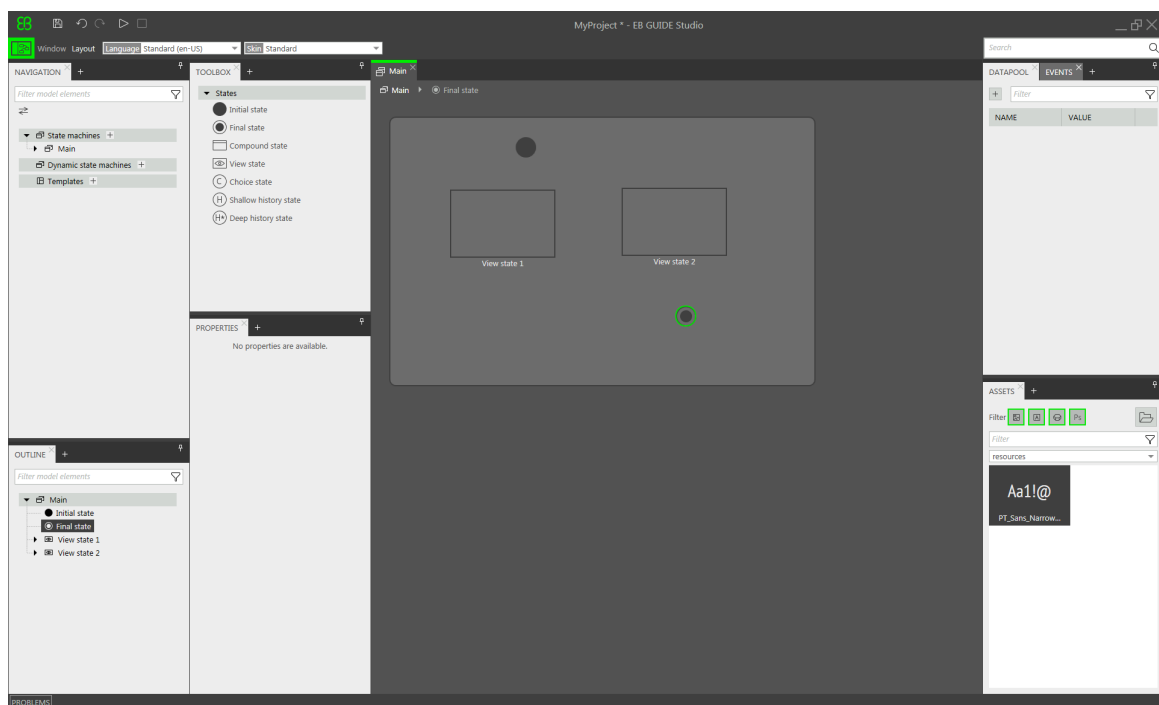 EB
MyProject * - EB GUIDE Studio
Window Layout Language Standard (en-US) Skin Standard
Search
NAVIGATION
Filter model elements
State machines
Main
Dynamic state machines
Templates
OUTLINE
Filter model elements
Main
Initial state
Final state
View state 1
View state 2
TOOLBOX
States
Initial state
Final state
Compound state
View state
C Choice state
H Shallow history state
H* Deep history state
PROPERTIES
No properties are available.
Main
Main Final state
View state 1
View state 2
DATAPOOL EVENTS
Filter
NAME VALUE
ASSETS
Filter A Ps
Filter
resources
Aa1!@
PT_Sans_Narrow...
PROBLEMS